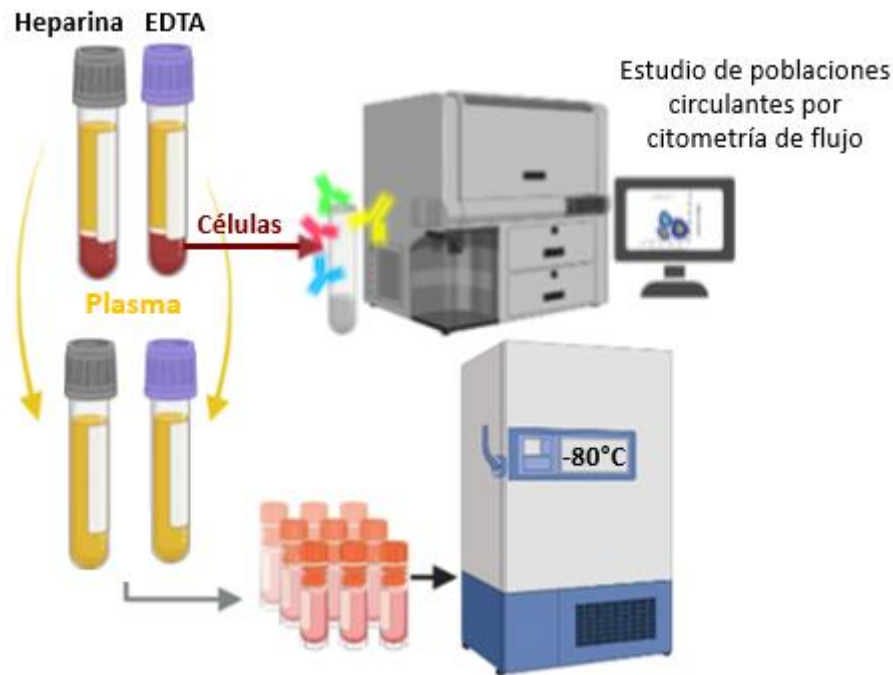 Heparina EDTA
Estudio de poblaciones
circulantes por
citometría de flujo
Células
Plasma
-80°C